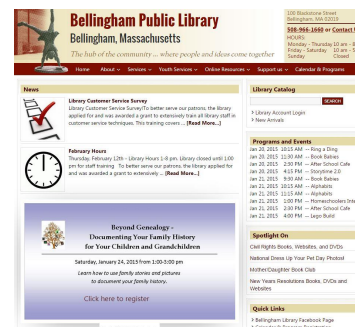 Bellingham Public Library
Bellingham, Massachusetts
The hub of the community ... where people and ideas come together
100 Blackstone Street
Bellingham, MA 02019
508-966-1660 or Contact
HOURS:
Monday - Thursday 10 am - 8
Friday - Saturday 10 am - 5
Sunday Closed
Home About Services Youth Services Online Resources Support us Calendar & Programs
News
Library Customer Service Survey
Library Customer Service SurveyTo better serve our patrons, the library
applied for and was awarded a grant to extensively train all library staff in
customer service techniques. This training covers ... [Read More...]
February Hours
Thursday, February 12th - Library Hours 1-8 pm. Library closed until 1:00
pm for staff training To better serve our patrons, the library applied for
and was awarded a grant to extensively ... [Read More...]
Beyond Genealogy -
Documenting Your Family History
for Your Children and Grandchildren
Saturday, January 24, 2015 from 1:00-3:00 pm
Learn how to use family stories and pictures
to document your family history.
Click here to register
Library Catalog
SEARCH
› Library Account Login
› New Arrivals
Programs and Events
Jan 20, 2015 10:15 AM -- Ring a Ding
Jan 20, 2015 11:30 AM -- Book Babies
Jan 20, 2015 2:30 PM -- After School Cafe
Jan 20, 2015 4:15 PM -- Storytime 2.0
Jan 21, 2015 9:30 AM -- Book Babies
Jan 21, 2015 10:15 AM -- Alphabits
Jan 21, 2015 11:15 AM -- Alphabits
Jan 21, 2015 1:00 PM -- Homeschoolers Int
Jan 21, 2015 2:30 PM -- After School Cafe
Jan 21, 2015 4:00 PM -- Lego Build
Spotlight On
Civil Rights Books, Websites, and DVDs
National Dress Up Your Pet Day Photos!
Mother/Daughter Book Club
New Years Resolutions Books, DVDs and
Websites
Quick Links
› Bellingham Library Facebook Page